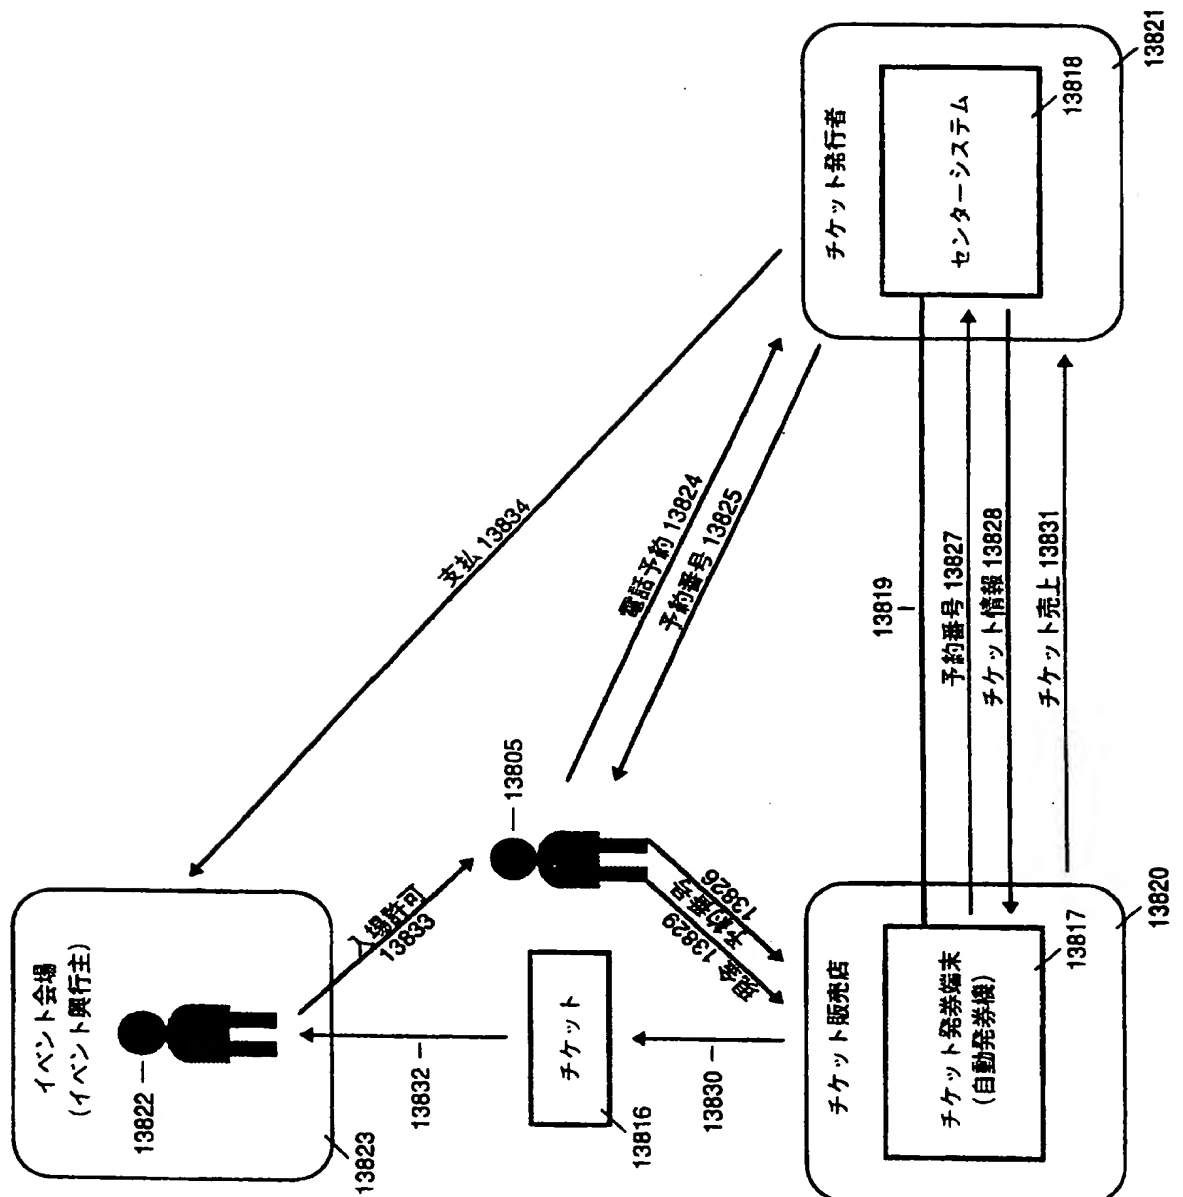 イベント会場
(イベント興行主)
13822
13823
入場許可
13833
13832
13805
チケット
13816
13830
支払 13834
電話予約 13824
予約番号 13825
現金 13829
予約番号
13826
チケット発行者
センターシステム
13818
13821
13819
予約番号 13827
チケット情報 13828
チケット売上 13831
チケット販売店
チケット発券端末
(自動発券機)
13817
13820